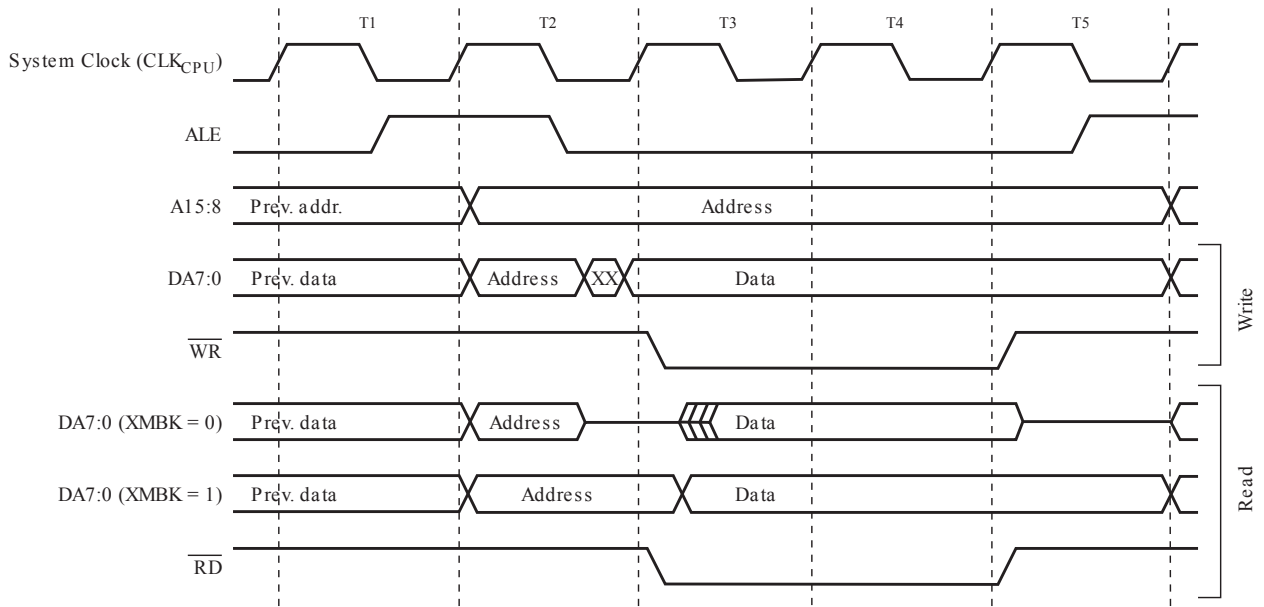 T1 T2 T3 T4 T5
System Clock (CLKCPU)
ALE
A15:8 Prev. addr. Address
DA7:0 Prev. data Address XX Data
WR
Write
DA7:0 (XMBK = 0) Prev. data Address Data
DA7:0 (XMBK = 1) Prev. data Address Data
RD
Read